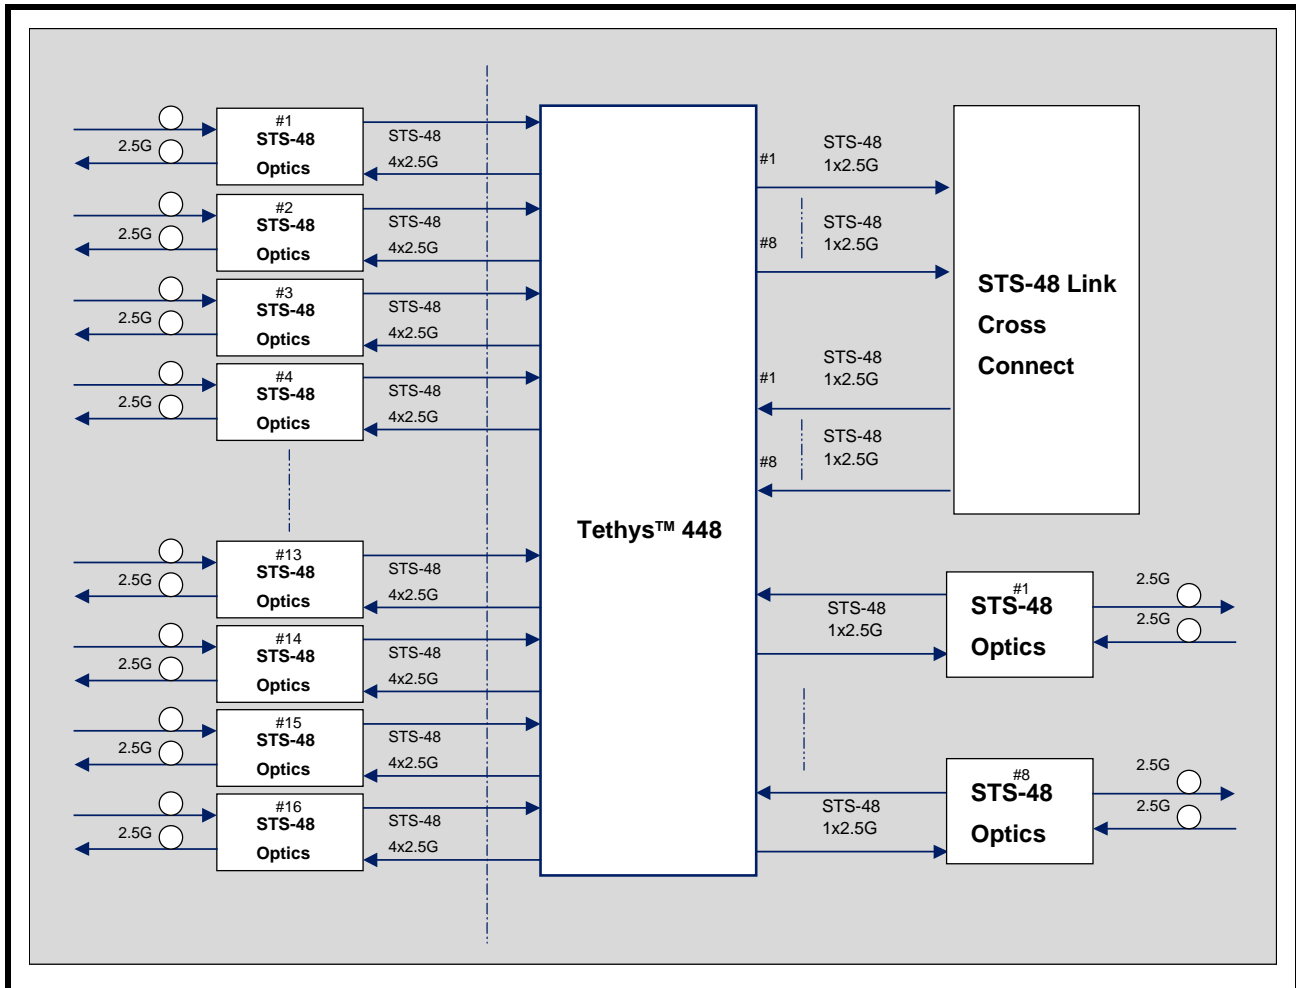 #1
STS-48
Optics
2.5G
STS-48
4x2.5G
#2
STS-48
Optics
2.5G
STS-48
4x2.5G
#3
STS-48
Optics
2.5G
STS-48
4x2.5G
#4
STS-48
Optics
2.5G
STS-48
4x2.5G
#13
STS-48
Optics
2.5G
STS-48
4x2.5G
#14
STS-48
Optics
2.5G
STS-48
4x2.5G
#15
STS-48
Optics
2.5G
STS-48
4x2.5G
#16
STS-48
Optics
2.5G
STS-48
4x2.5G
Tethys™ 448
#1
STS-48
1x2.5G
#8
STS-48
1x2.5G
#1
STS-48
1x2.5G
#8
STS-48
1x2.5G
STS-48 Link
Cross
Connect
STS-48
1x2.5G
#1
STS-48
Optics
2.5G
2.5G
STS-48
1x2.5G
#8
STS-48
Optics
2.5G
2.5G